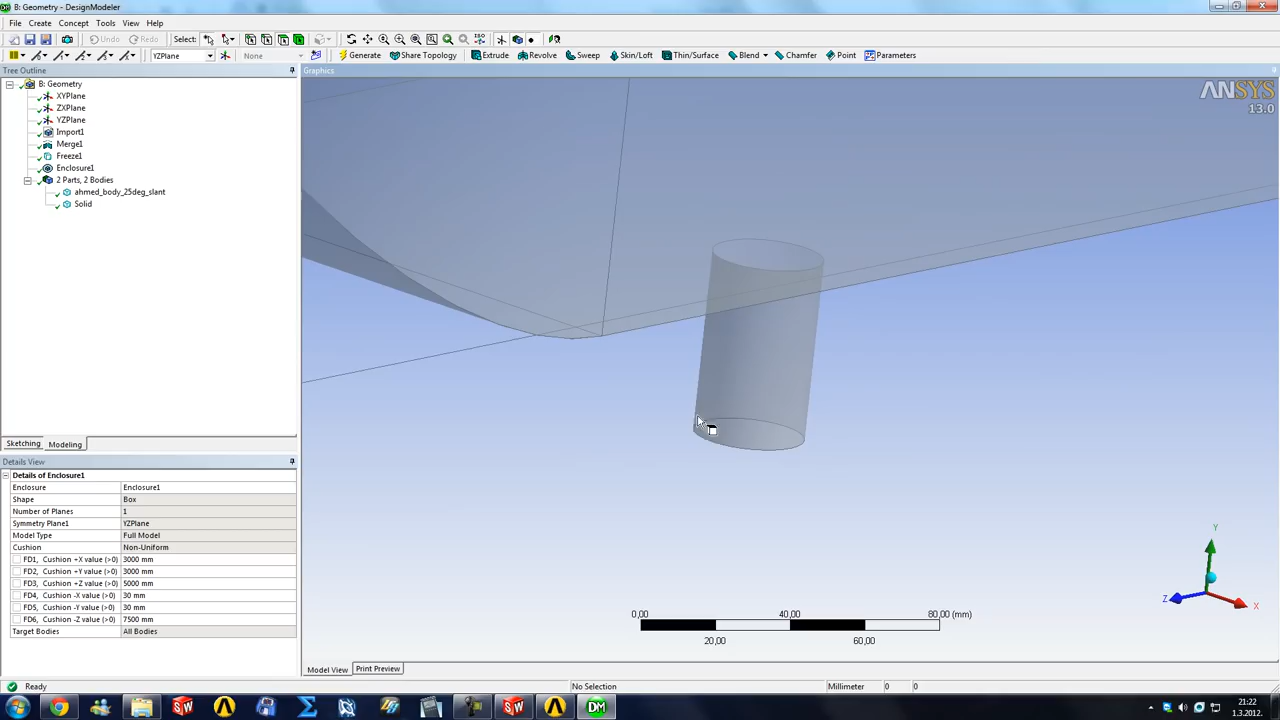 B: Geometry - DesignModeler
File Create Concept Tools View Help
Undo Redo Select:
YZPlane None Generate Share Topology Extrude Revolve Sweep Skin/Loft Thin/Surface Blend Chamfer Point Parameters
Tree Outline
Graphics
B: Geometry
XYPlane
ZXPlane
YZPlane
Import1
Merge1
Freeze1
Enclosure1
2 Parts, 2 Bodies
ahmed_body_25deg_slant
Solid
ANSYS
13.0
Sketching Modeling
Details View
Details of Enclosure1
Enclosure Enclosure1
Shape Box
Number of Planes 1
Symmetry Plane1 YZPlane
Model Type Full Model
Cushion Non-Uniform
FD1, Cushion +X value (>0) 3000 mm
FD2, Cushion +Y value (>0) 3000 mm
FD3, Cushion +Z value (>0) 5000 mm
FD4, Cushion -X value (>0) 30 mm
FD5, Cushion -Y value (>0) 30 mm
FD6, Cushion -Z value (>0) 7500 mm
Target Bodies All Bodies
0,00 40,00 80,00 (mm)
20,00 60,00
Y
Z
X
Model View Print Preview
Ready No Selection Millimeter 0 0
SW SW DM
21:22
1.3.2012.